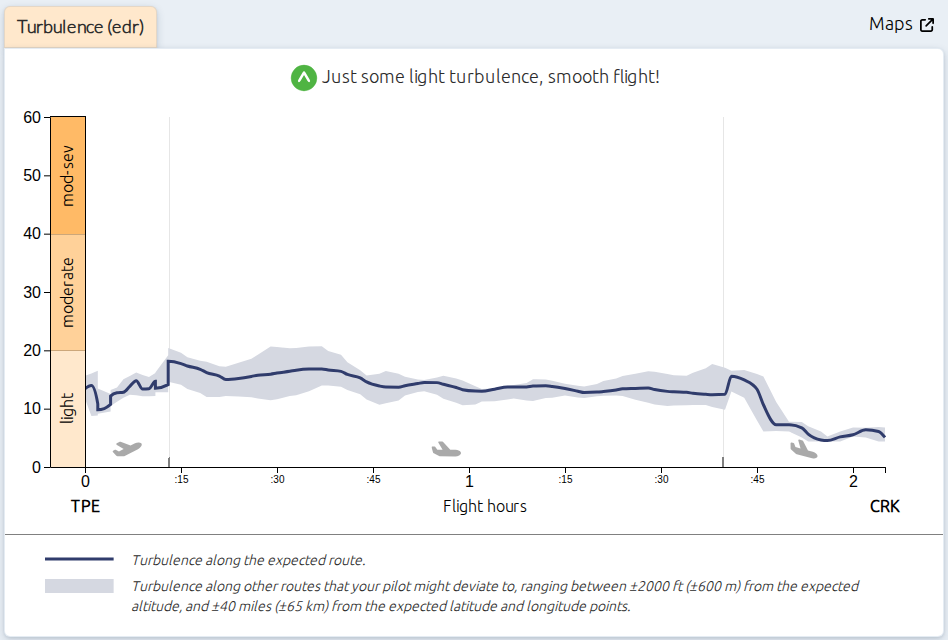 Turbulence (edr)
Maps
Just some light turbulence, smooth flight!
60
50
40
30
20
10
0
mod-sev
moderate
light
0 :15 :30 :45 1 :15 :30 :45 2
TPE Flight hours CRK
Turbulence along the expected route.
Turbulence along other routes that your pilot might deviate to, ranging between ±2000 ft (±600 m) from the expected
altitude, and ±40 miles (±65 km) from the expected latitude and longitude points.